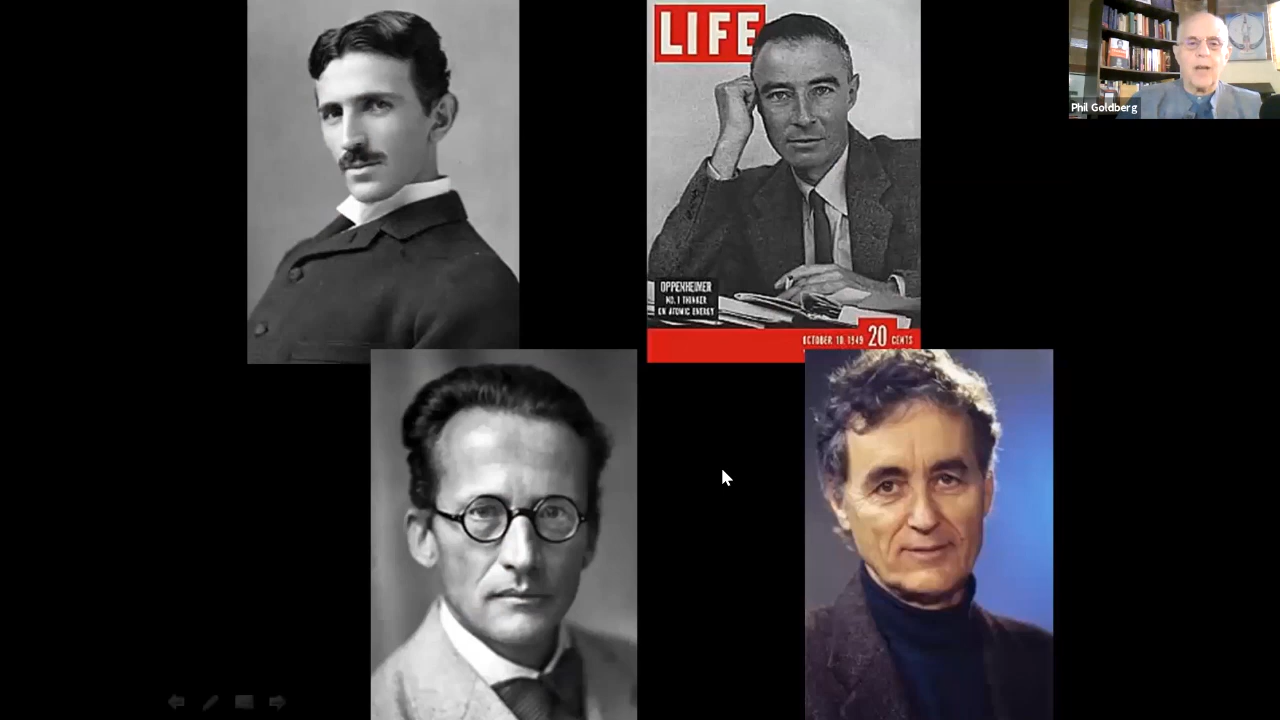 LIFE
Phil Goldberg
OPPENHEIMER
NO. 1 THINKER
ON ATOMIC ENERGY
OCTOBER 10, 1949 20 CENTS